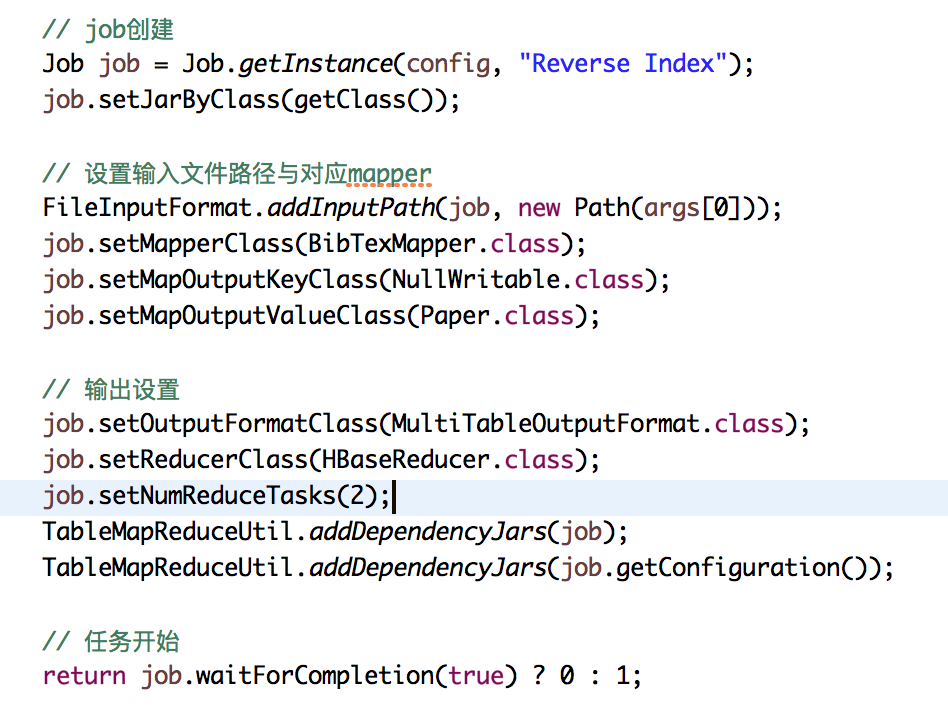 // job创建
Job job = Job.getInstance(config, "Reverse Index");
job.setJarByClass(getClass());
// 设置输入文件路径与对应mapper
FileInputFormat.addInputPath(job, new Path(args[0]));
job.setMapperClass(BibTexMapper.class);
job.setMapOutputKeyClass(NullWritable.class);
job.setMapOutputValueClass(Paper.class);
// 输出设置
job.setOutputFormatClass(MultiTableOutputFormat.class);
job.setReducerClass(HBaseReducer.class);
job.setNumReduceTasks(2);
TableMapReduceUtil.addDependencyJars(job);
TableMapReduceUtil.addDependencyJars(job.getConfiguration());
// 任务开始
return job.waitForCompletion(true) ? 0 : 1;